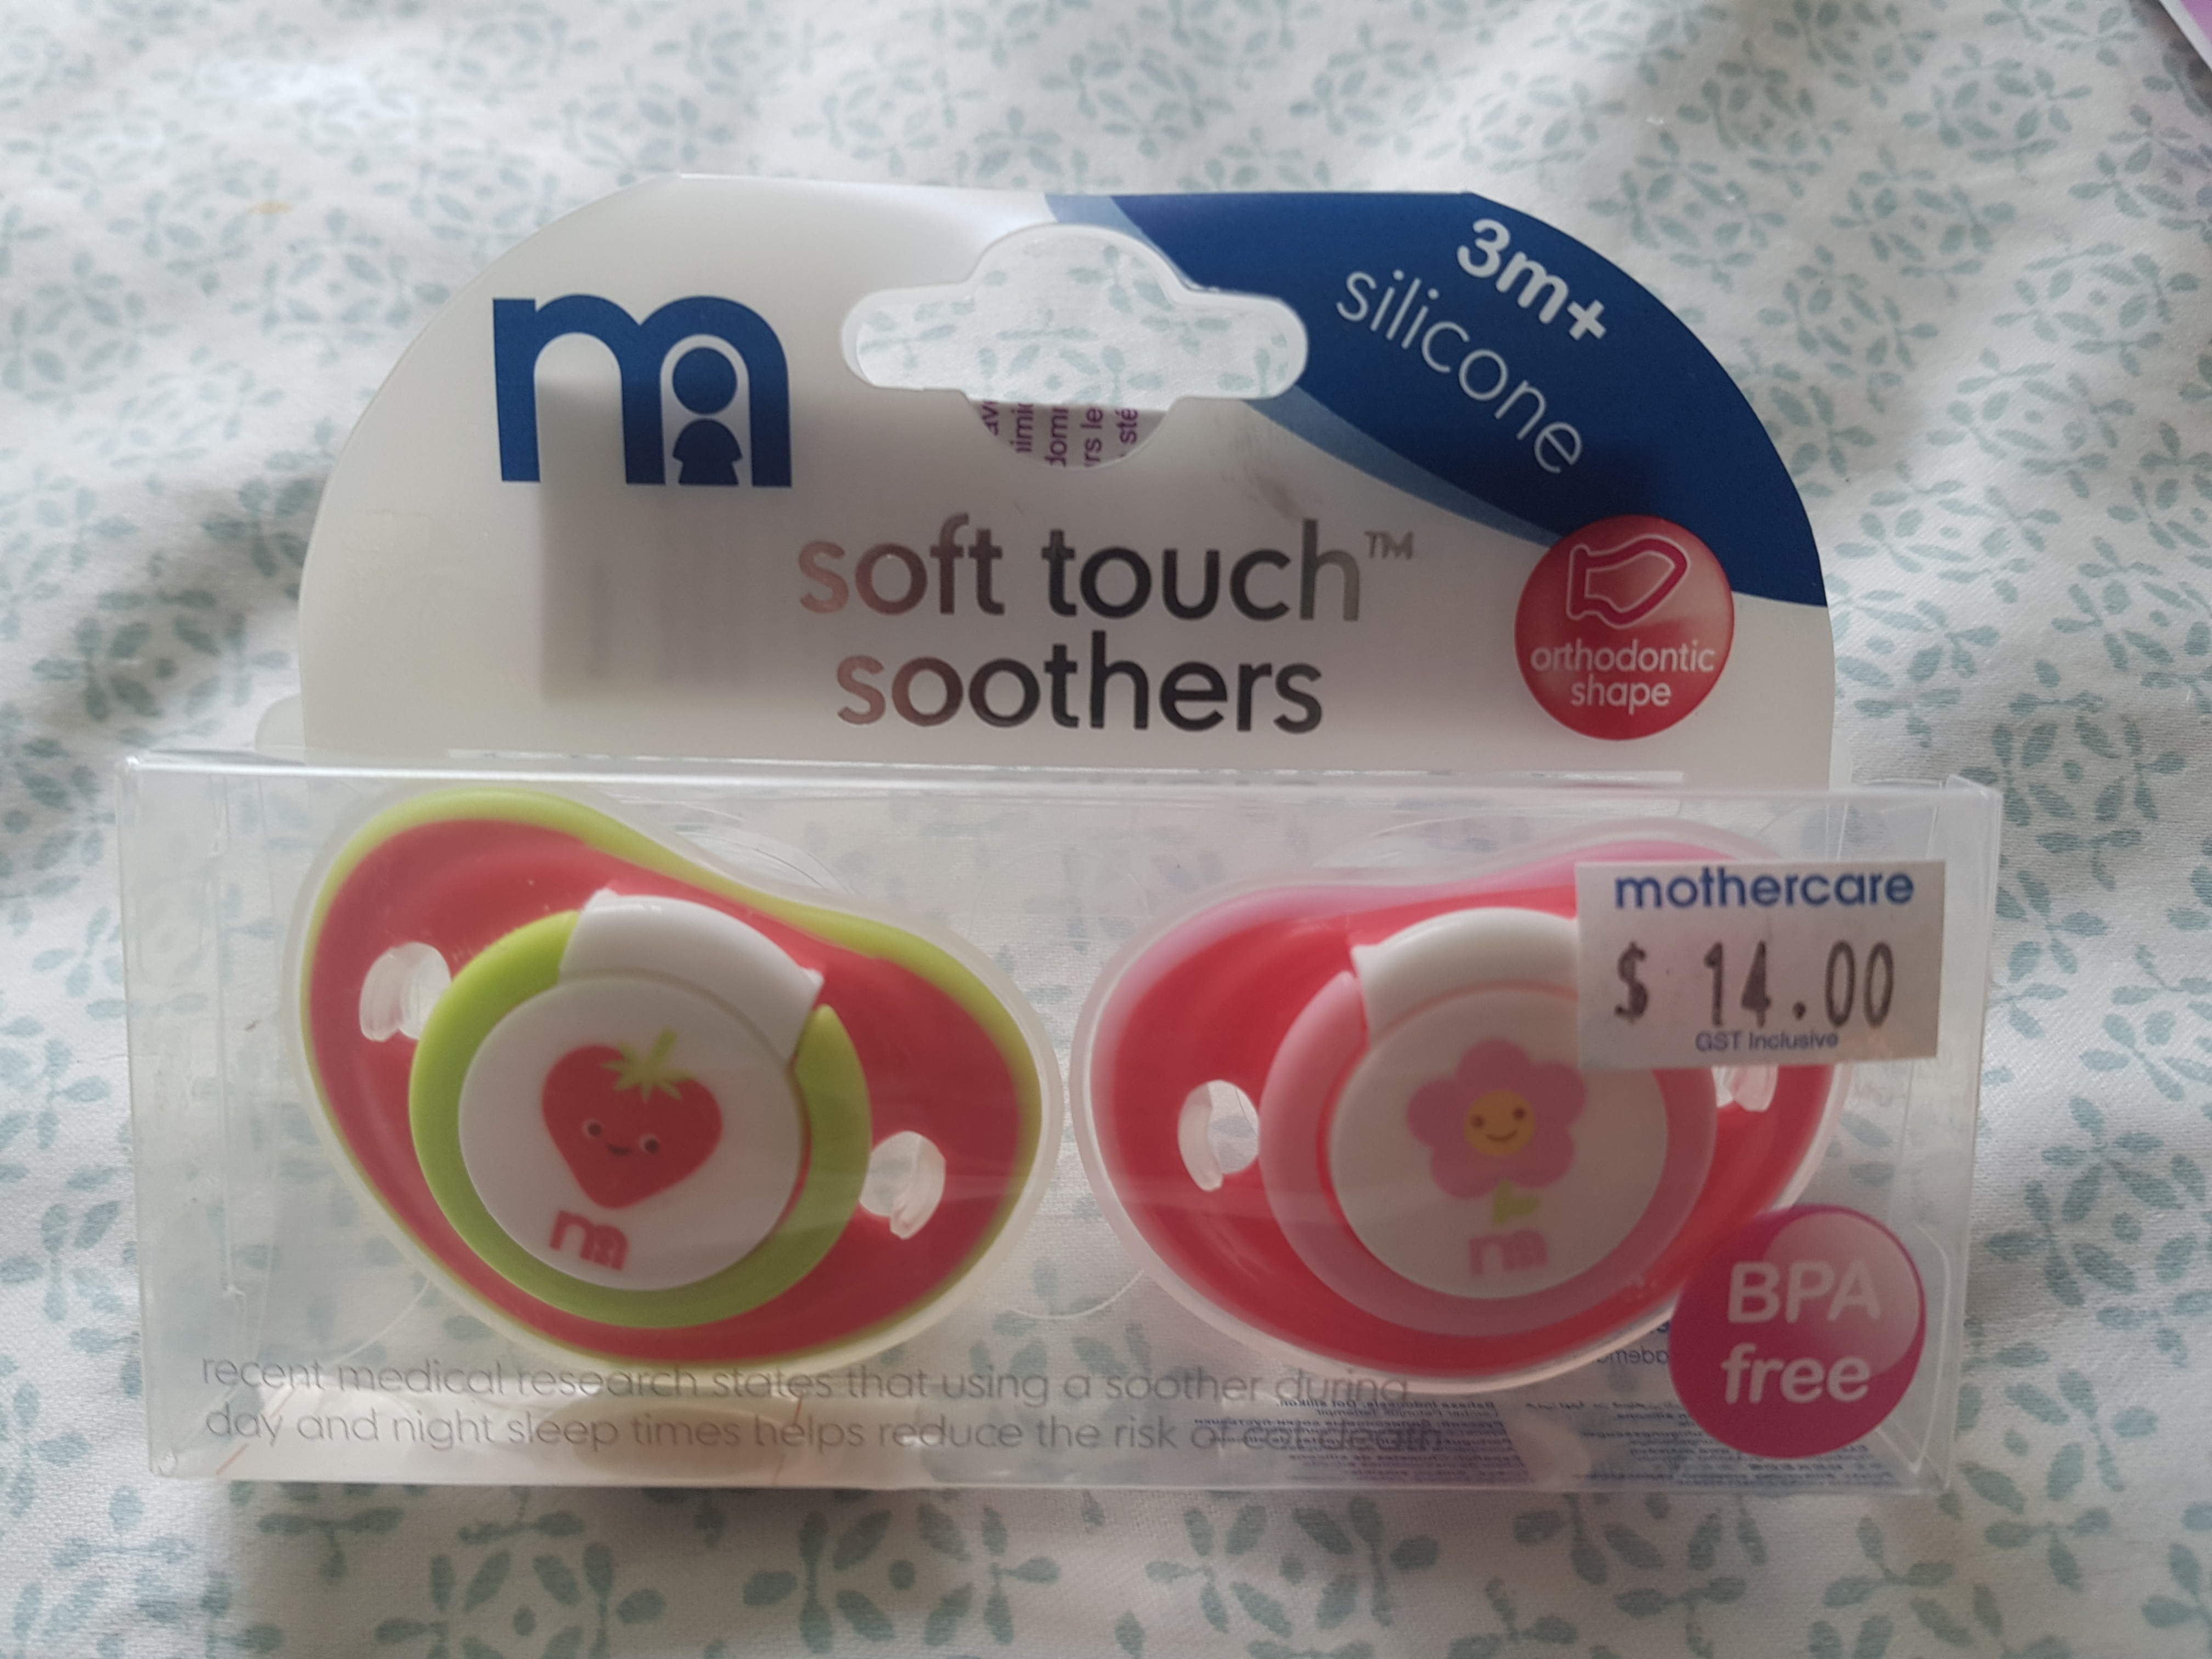 3m+
silicone
soft touch™
soothers
orthodontic
shape
mothercare
$ 14.00
GST Inclusive
BPA
free
recent medical research states that using a soother during
day and night sleep times helps reduce the risk of cot death